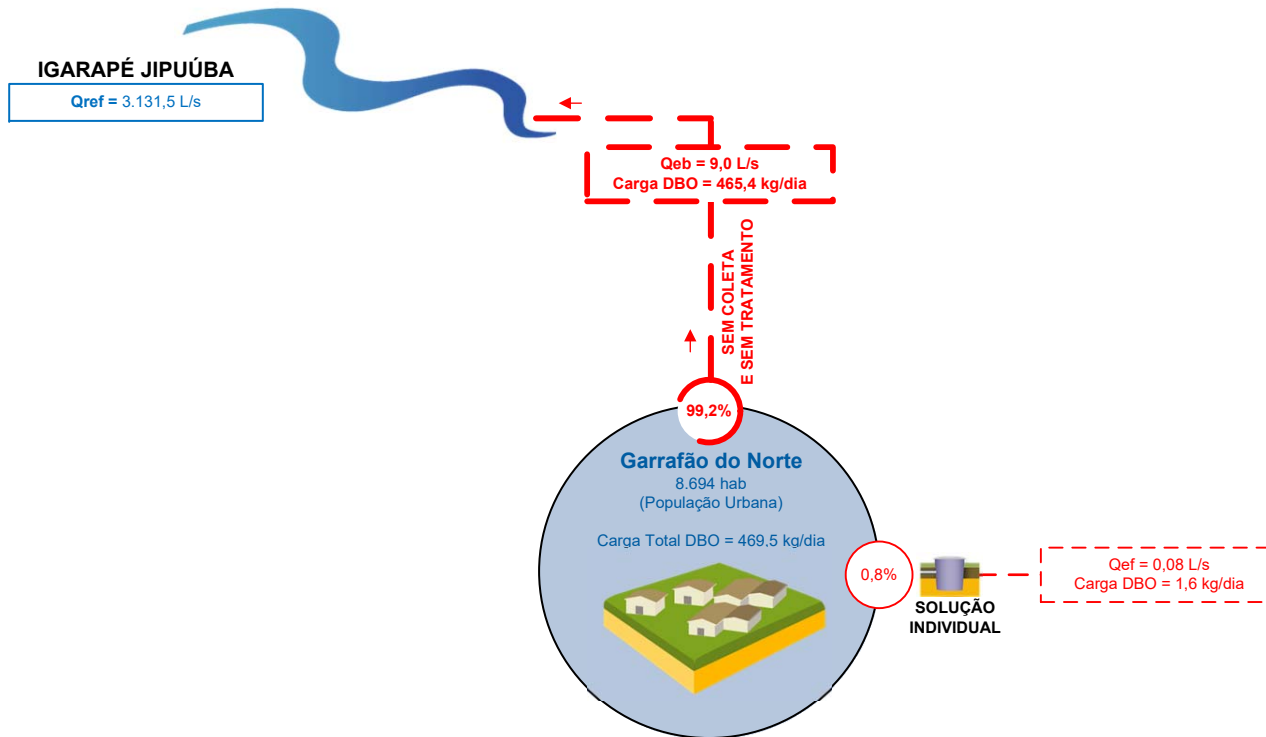 IGARAPÉ JIPUÚBA
Qref = 3.131,5 L/s
Qeb = 9,0 L/s
Carga DBO = 465,4 kg/dia
SEM COLETA
E SEM TRATAMENTO
99,2%
Garrafão do Norte
8.694 hab
(População Urbana)
Carga Total DBO = 469,5 kg/dia
0,8%
SOLUÇÃO
INDIVIDUAL
Qef = 0,08 L/s
Carga DBO = 1,6 kg/dia